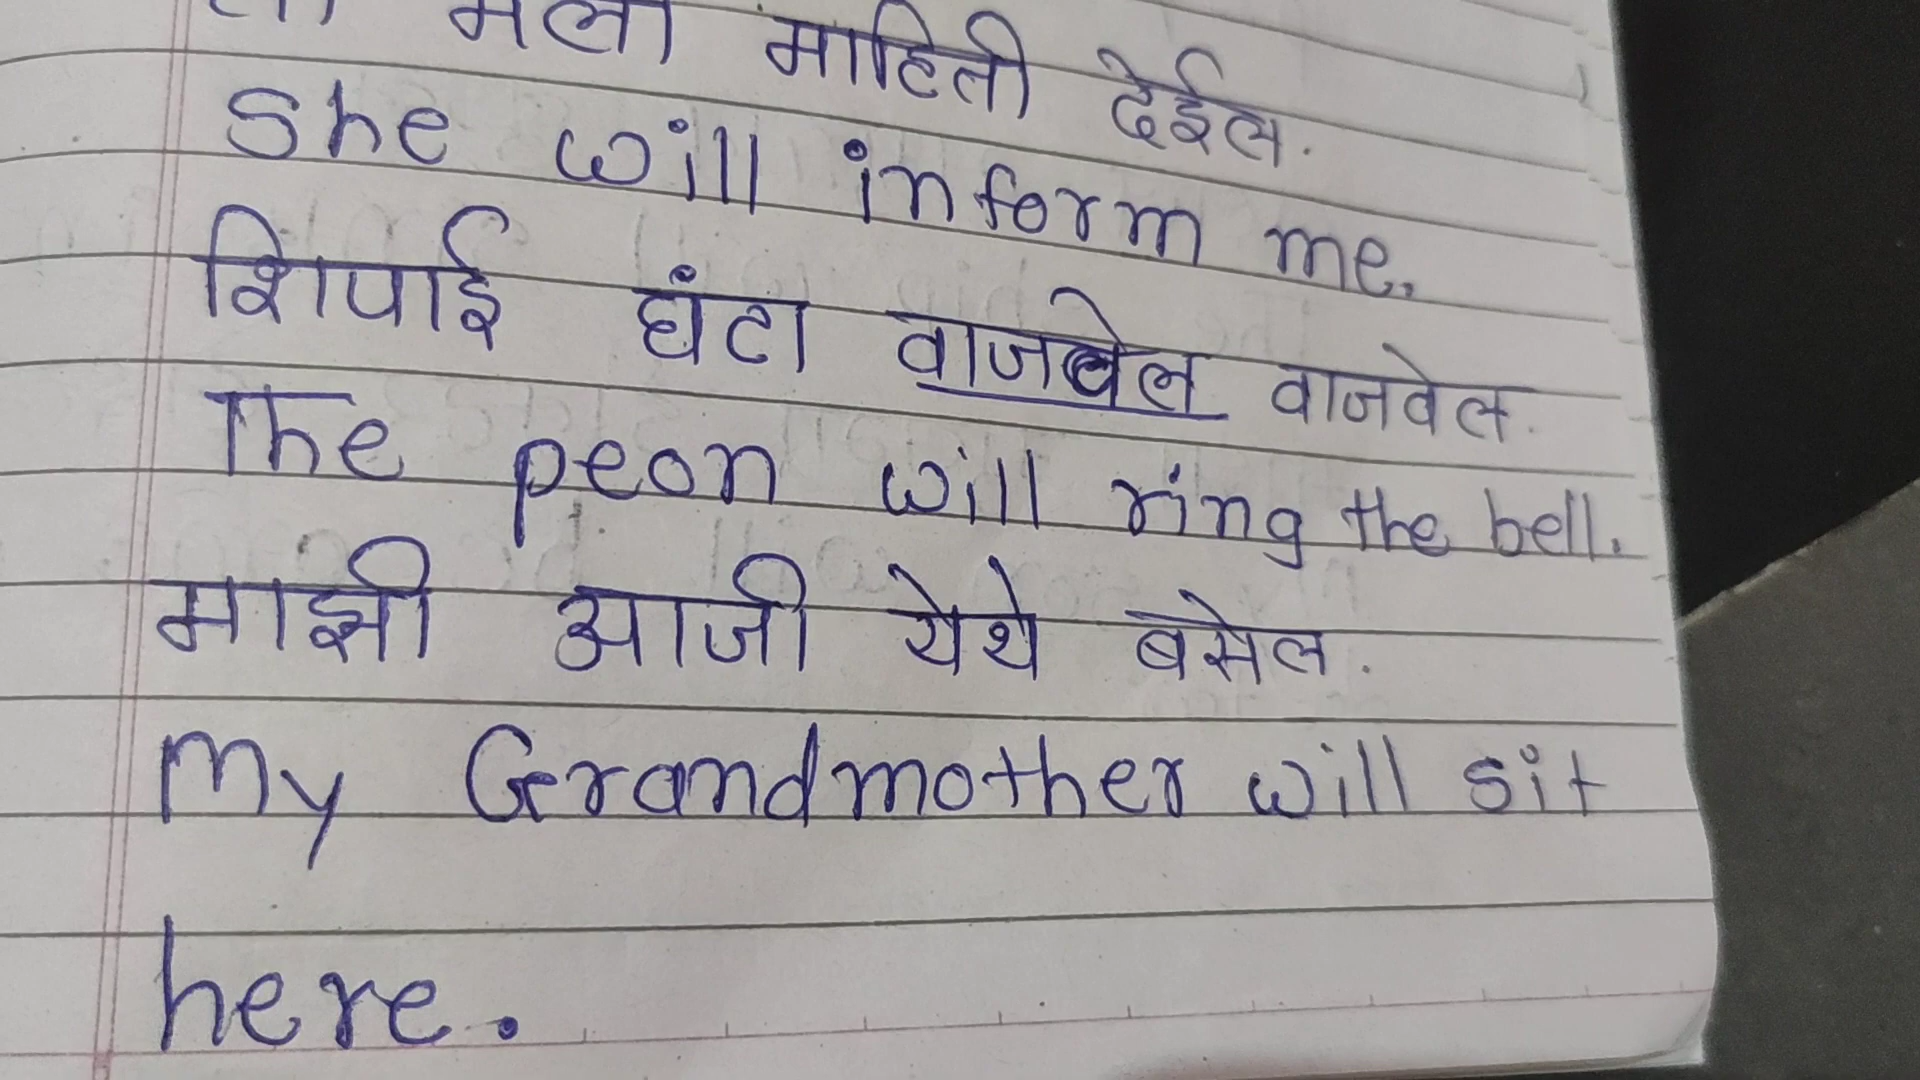 मला माहिती देईल.
She will inform me.
शिपाई घंटा वाजवेल वाजवेल.
The peon will ring the bell.
माझी आजी येथे बसेल.
My Grandmother will sit
here.